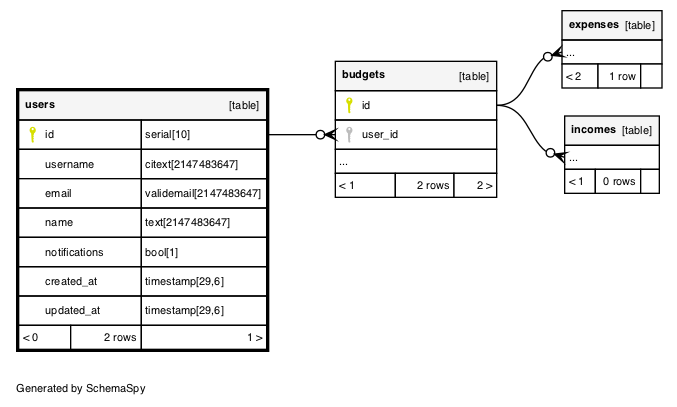 users [table]
id serial[10]
username citext[2147483647]
email validemail[2147483647]
name text[2147483647]
notifications bool[1]
created_at timestamp[29,6]
updated_at timestamp[29,6]
< 0 2 rows 1 >
budgets [table]
id
user_id
...
< 1 2 rows 2 >
expenses [table]
...
< 2 1 row
incomes [table]
...
< 1 0 rows
Generated by SchemaSpy